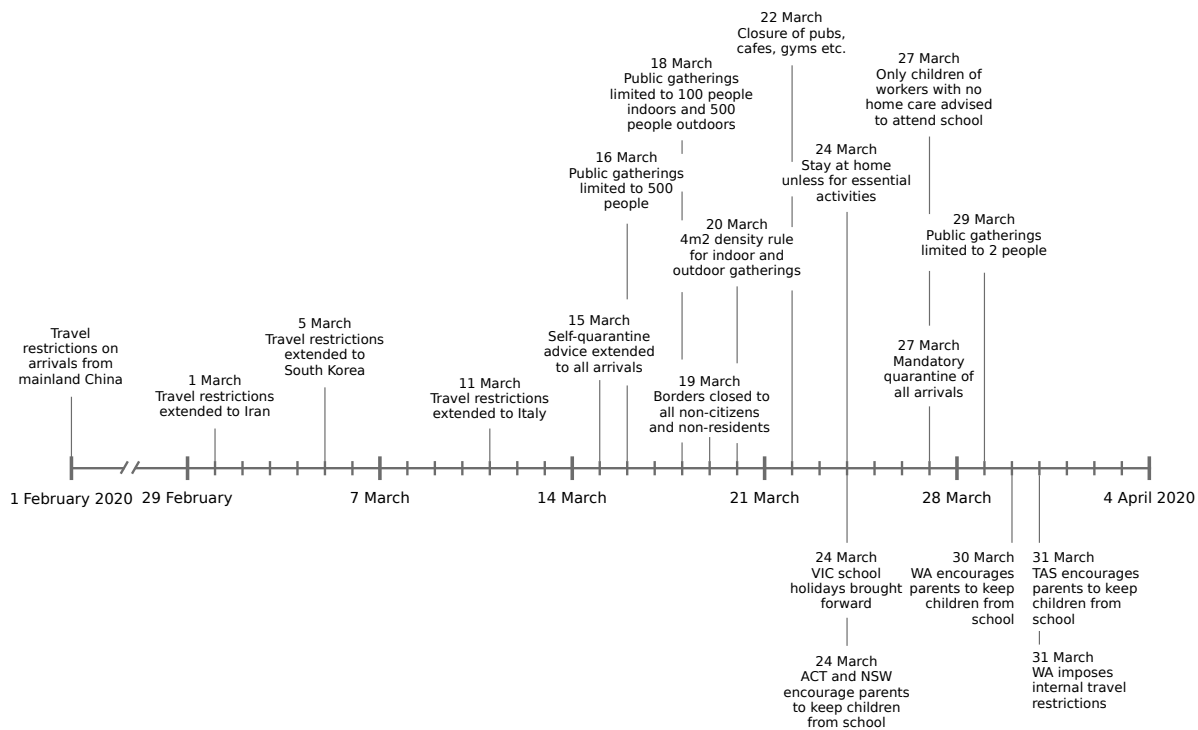 22 March
Closure of pubs,
cafes, gyms etc.
18 March
Public gatherings
limited to 100 people
indoors and 500
people outdoors
27 March
Only children of
workers with no
home care advised
to attend school
16 March
Public gatherings
limited to 500
people
24 March
Stay at home
unless for essential
activities
20 March
4m2 density rule
for indoor and
outdoor gatherings
29 March
Public gatherings
limited to 2 people
Travel
restrictions on
arrivals from
mainland China
1 March
Travel restrictions
extended to Iran
5 March
Travel restrictions
extended to
South Korea
11 March
Travel restrictions
extended to Italy
15 March
Self-quarantine
advice extended
to all arrivals
19 March
Borders closed to
all non-citizens
and non-residents
27 March
Mandatory
quarantine of
all arrivals
1 February 2020
29 February
7 March
14 March
21 March
28 March
4 April 2020
24 March
VIC school
holidays brought
forward
30 March
WA encourages
parents to keep
children from
school
31 March
TAS encourages
parents to keep
children from
school
24 March
ACT and NSW
encourage parents
to keep children
from school
31 March
WA imposes
internal travel
restrictions